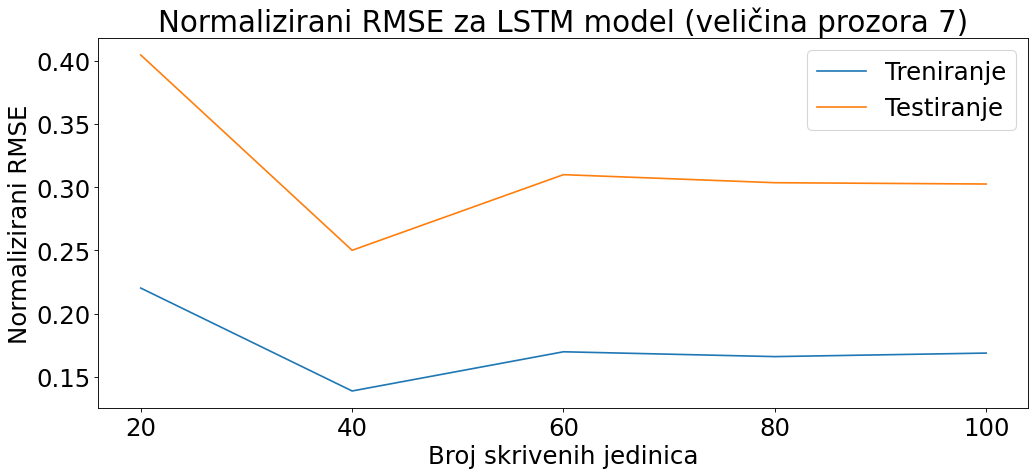 Normalizirani RMSE za LSTM model (veličina prozora 7)
Treniranje
Testiranje
Normalizirani RMSE
0.40
0.35
0.30
0.25
0.20
0.15
20 40 60 80 100
Broj skrivenih jedinica